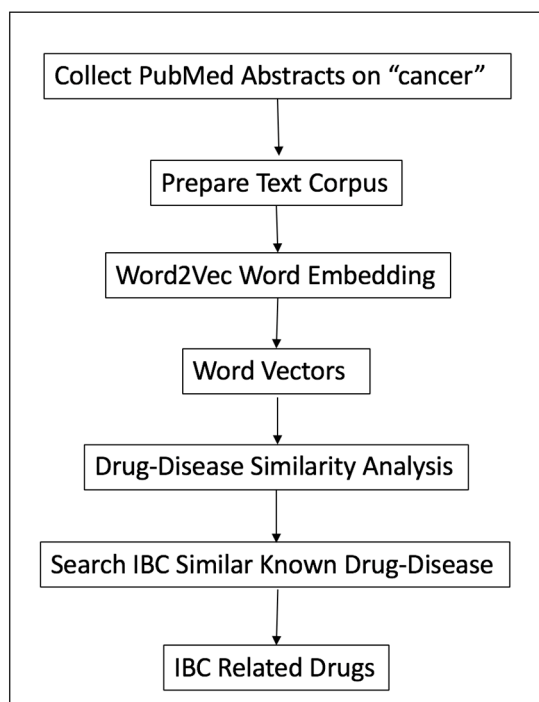 Collect PubMed Abstracts on “cancer”
Prepare Text Corpus
Word2Vec Word Embedding
Word Vectors
Drug-Disease Similarity Analysis
Search IBC Similar Known Drug-Disease
IBC Related Drugs